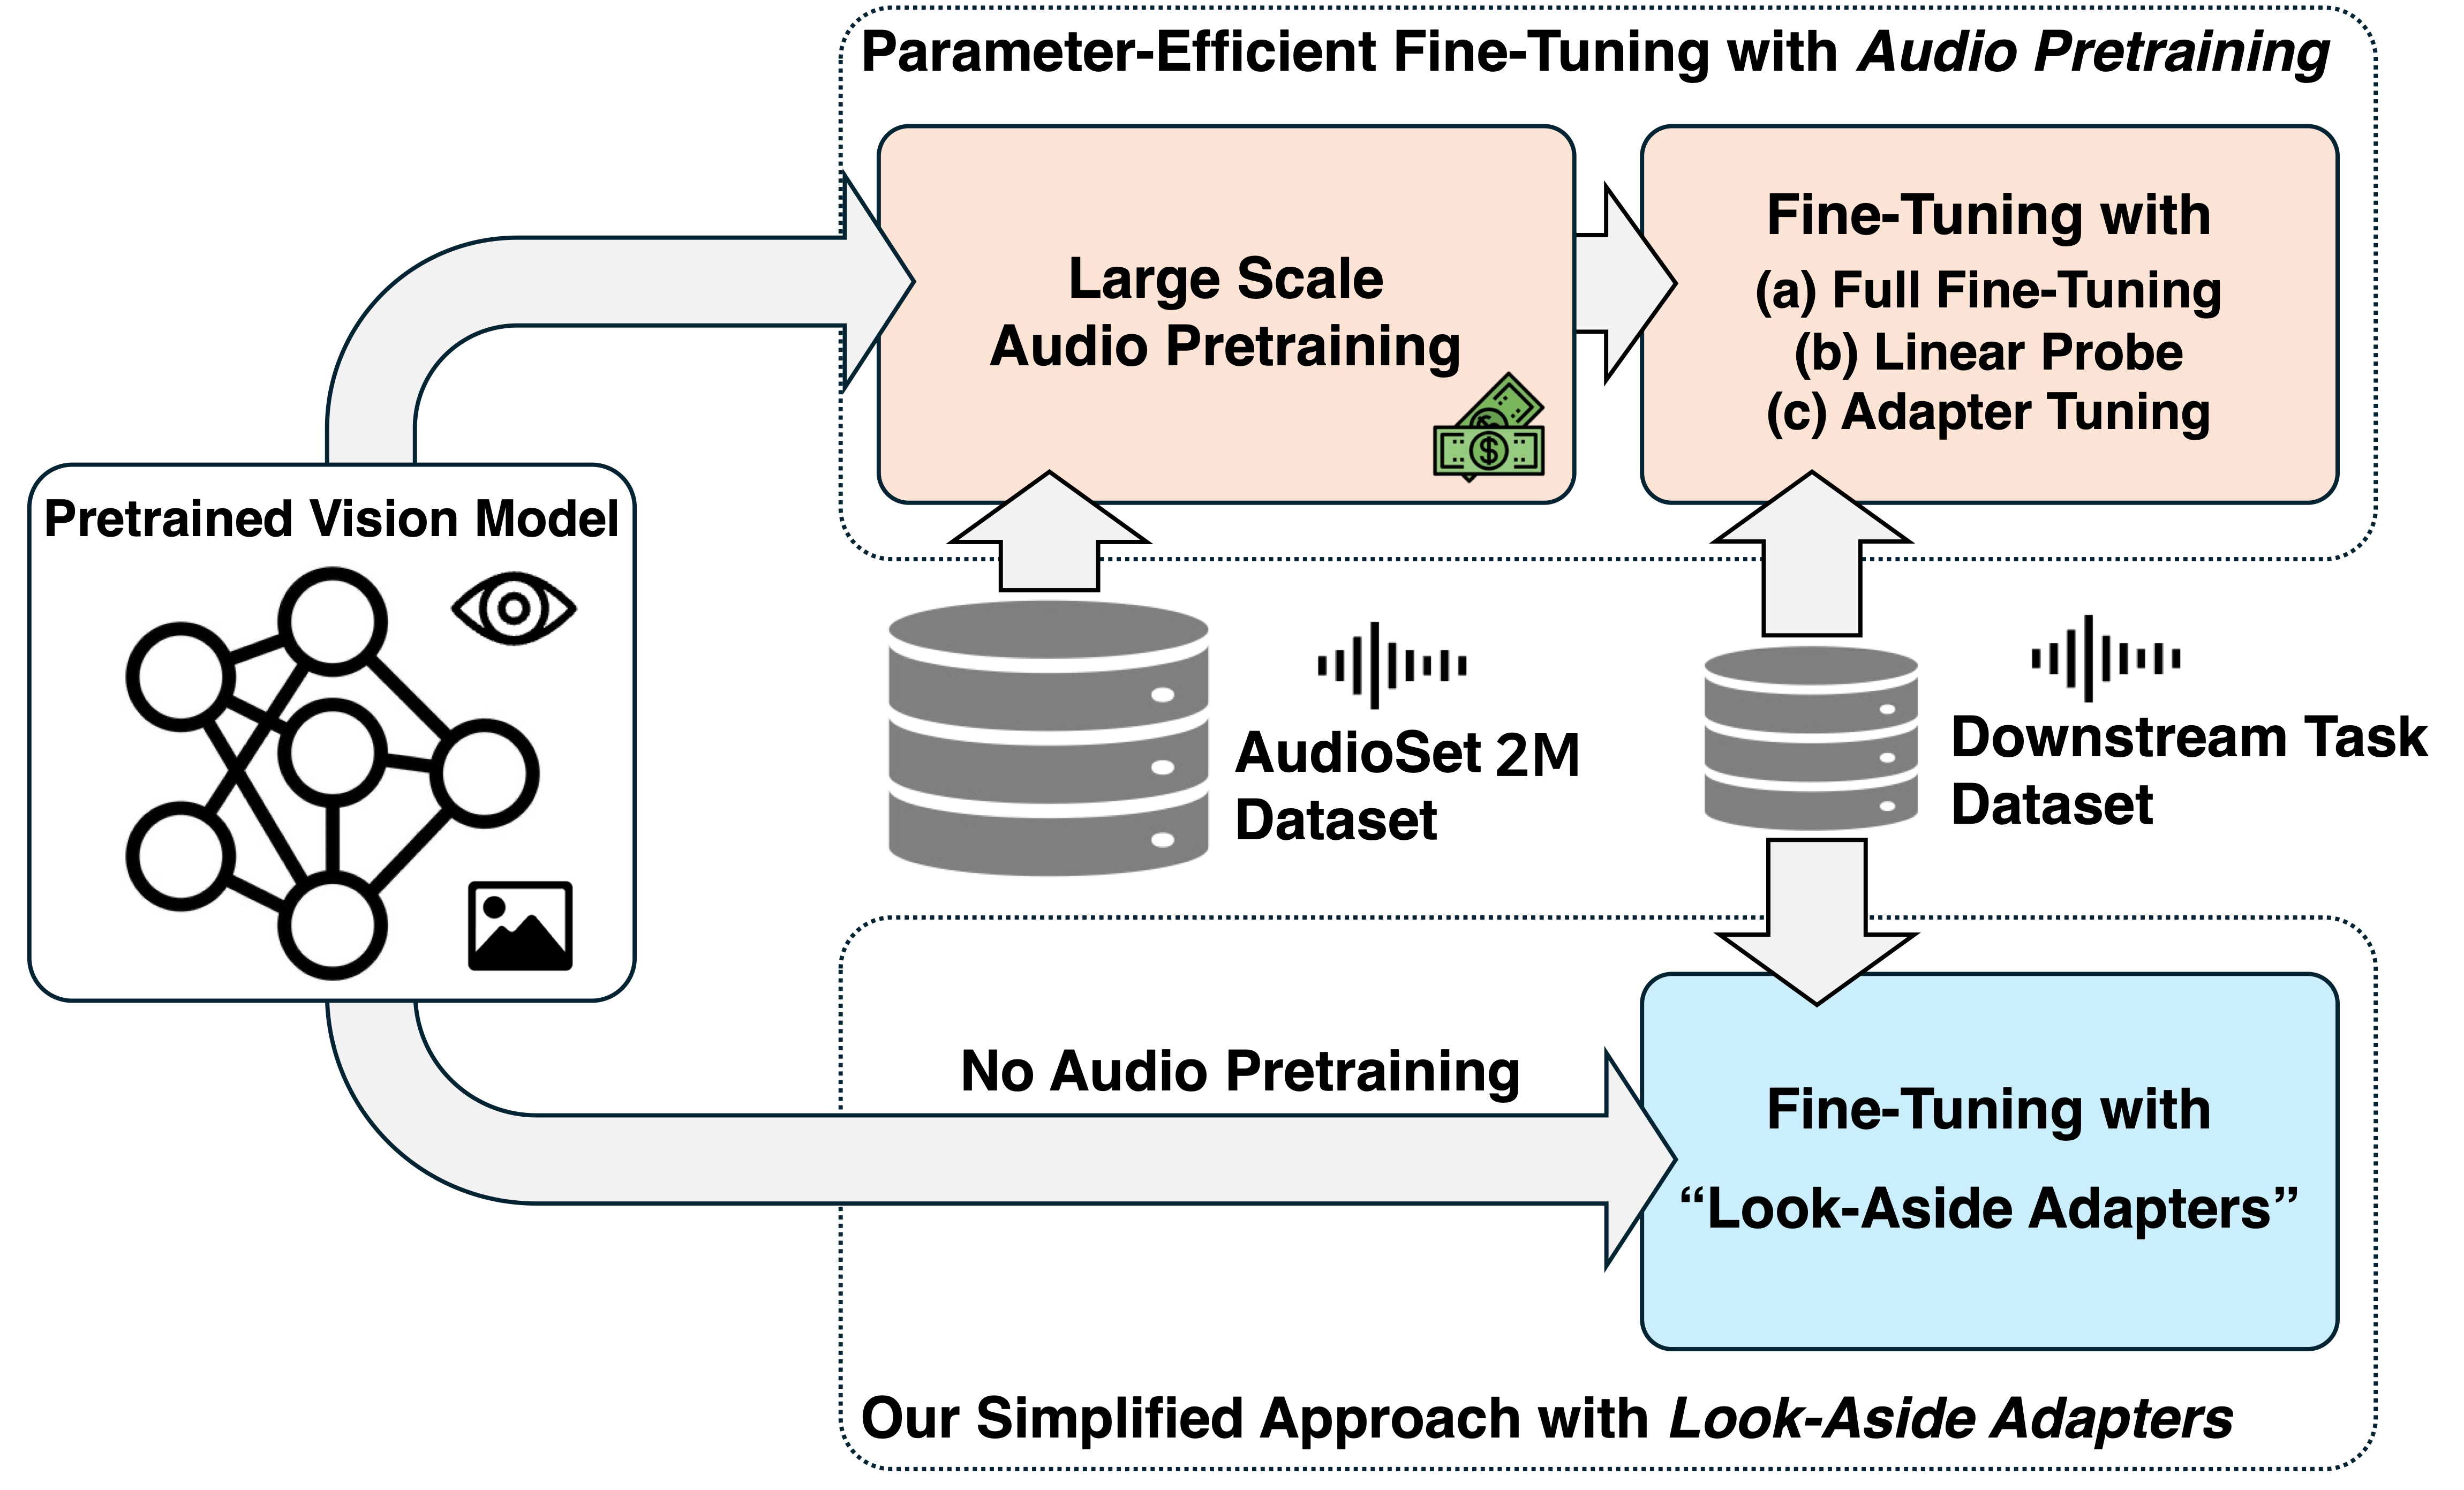 Parameter-Efficient Fine-Tuning with Audio Pretraining
Large Scale
Audio Pretraining
$
$
Fine-Tuning with
(a) Full Fine-Tuning
(b) Linear Probe
(c) Adapter Tuning
Pretrained Vision Model
AudioSet 2M
Dataset
Downstream Task
Dataset
No Audio Pretraining
Fine-Tuning with
“Look-Aside Adapters”
Our Simplified Approach with Look-Aside Adapters